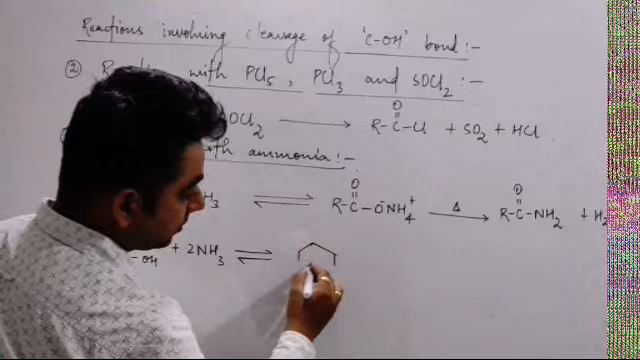 Reactions involving cleavage of 'C-OH' bond:-
② with PCl5, PCl3 and SOCl2:-
OCl2 ⟶ R-C-Cl + SO2 + HCl
O
with ammonia:-
H3 ⇌ R-C-O⁻NH4⁺ Δ⟶ R-C-NH2 + H2
O O
-OH + 2NH3 ⇌